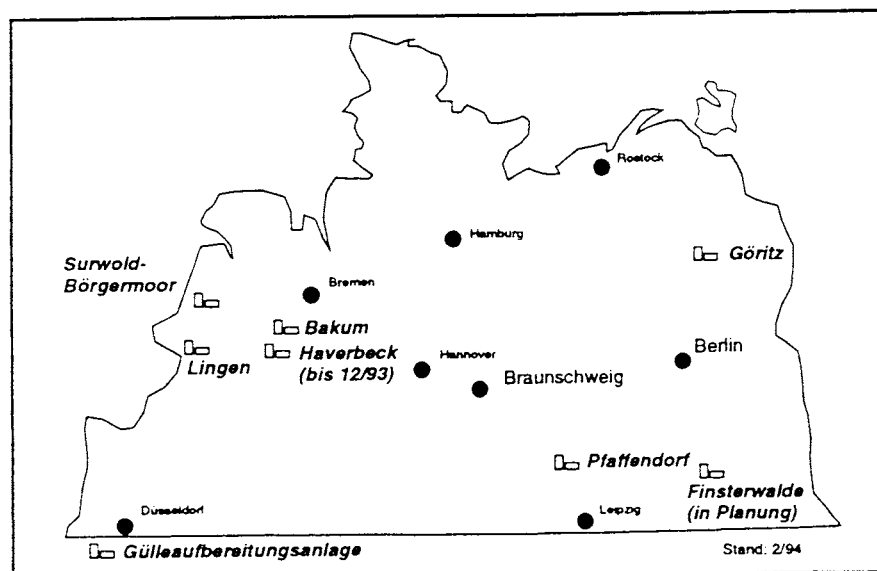 Rostock
Hamburg
Surwold-
Börgermoor
Göritz
Bremen
Bakum
Haverbeck
(bis 12/93)
Lingen
Hannover
Berlin
Braunschweig
Pfaffendorf
Finsterwalde
(in Planung)
Düsseldorf
Leipzig
Gülleaufbereitungsanlage
Stand: 2/94